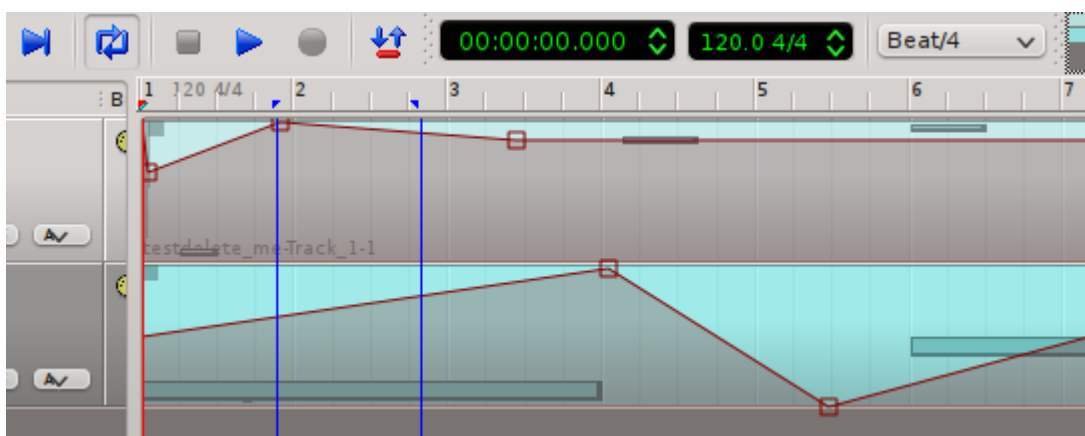 00:00:00.000 120.0 4/4 Beat/4
B 1 120 4/4 2 3 4 5 6 7
A
testdelete_me-Track_1-1
A